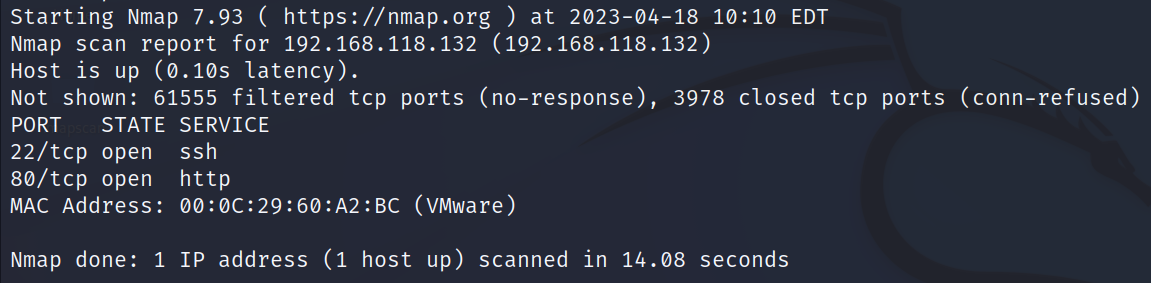 Starting Nmap 7.93 ( https://nmap.org ) at 2023-04-18 10:10 EDT
Nmap scan report for 192.168.118.132 (192.168.118.132)
Host is up (0.10s latency).
Not shown: 61555 filtered tcp ports (no-response), 3978 closed tcp ports (conn-refused)
PORT   STATE SERVICE
22/tcp open  ssh
80/tcp open  http
MAC Address: 00:0C:29:60:A2:BC (VMware)

Nmap done: 1 IP address (1 host up) scanned in 14.08 seconds